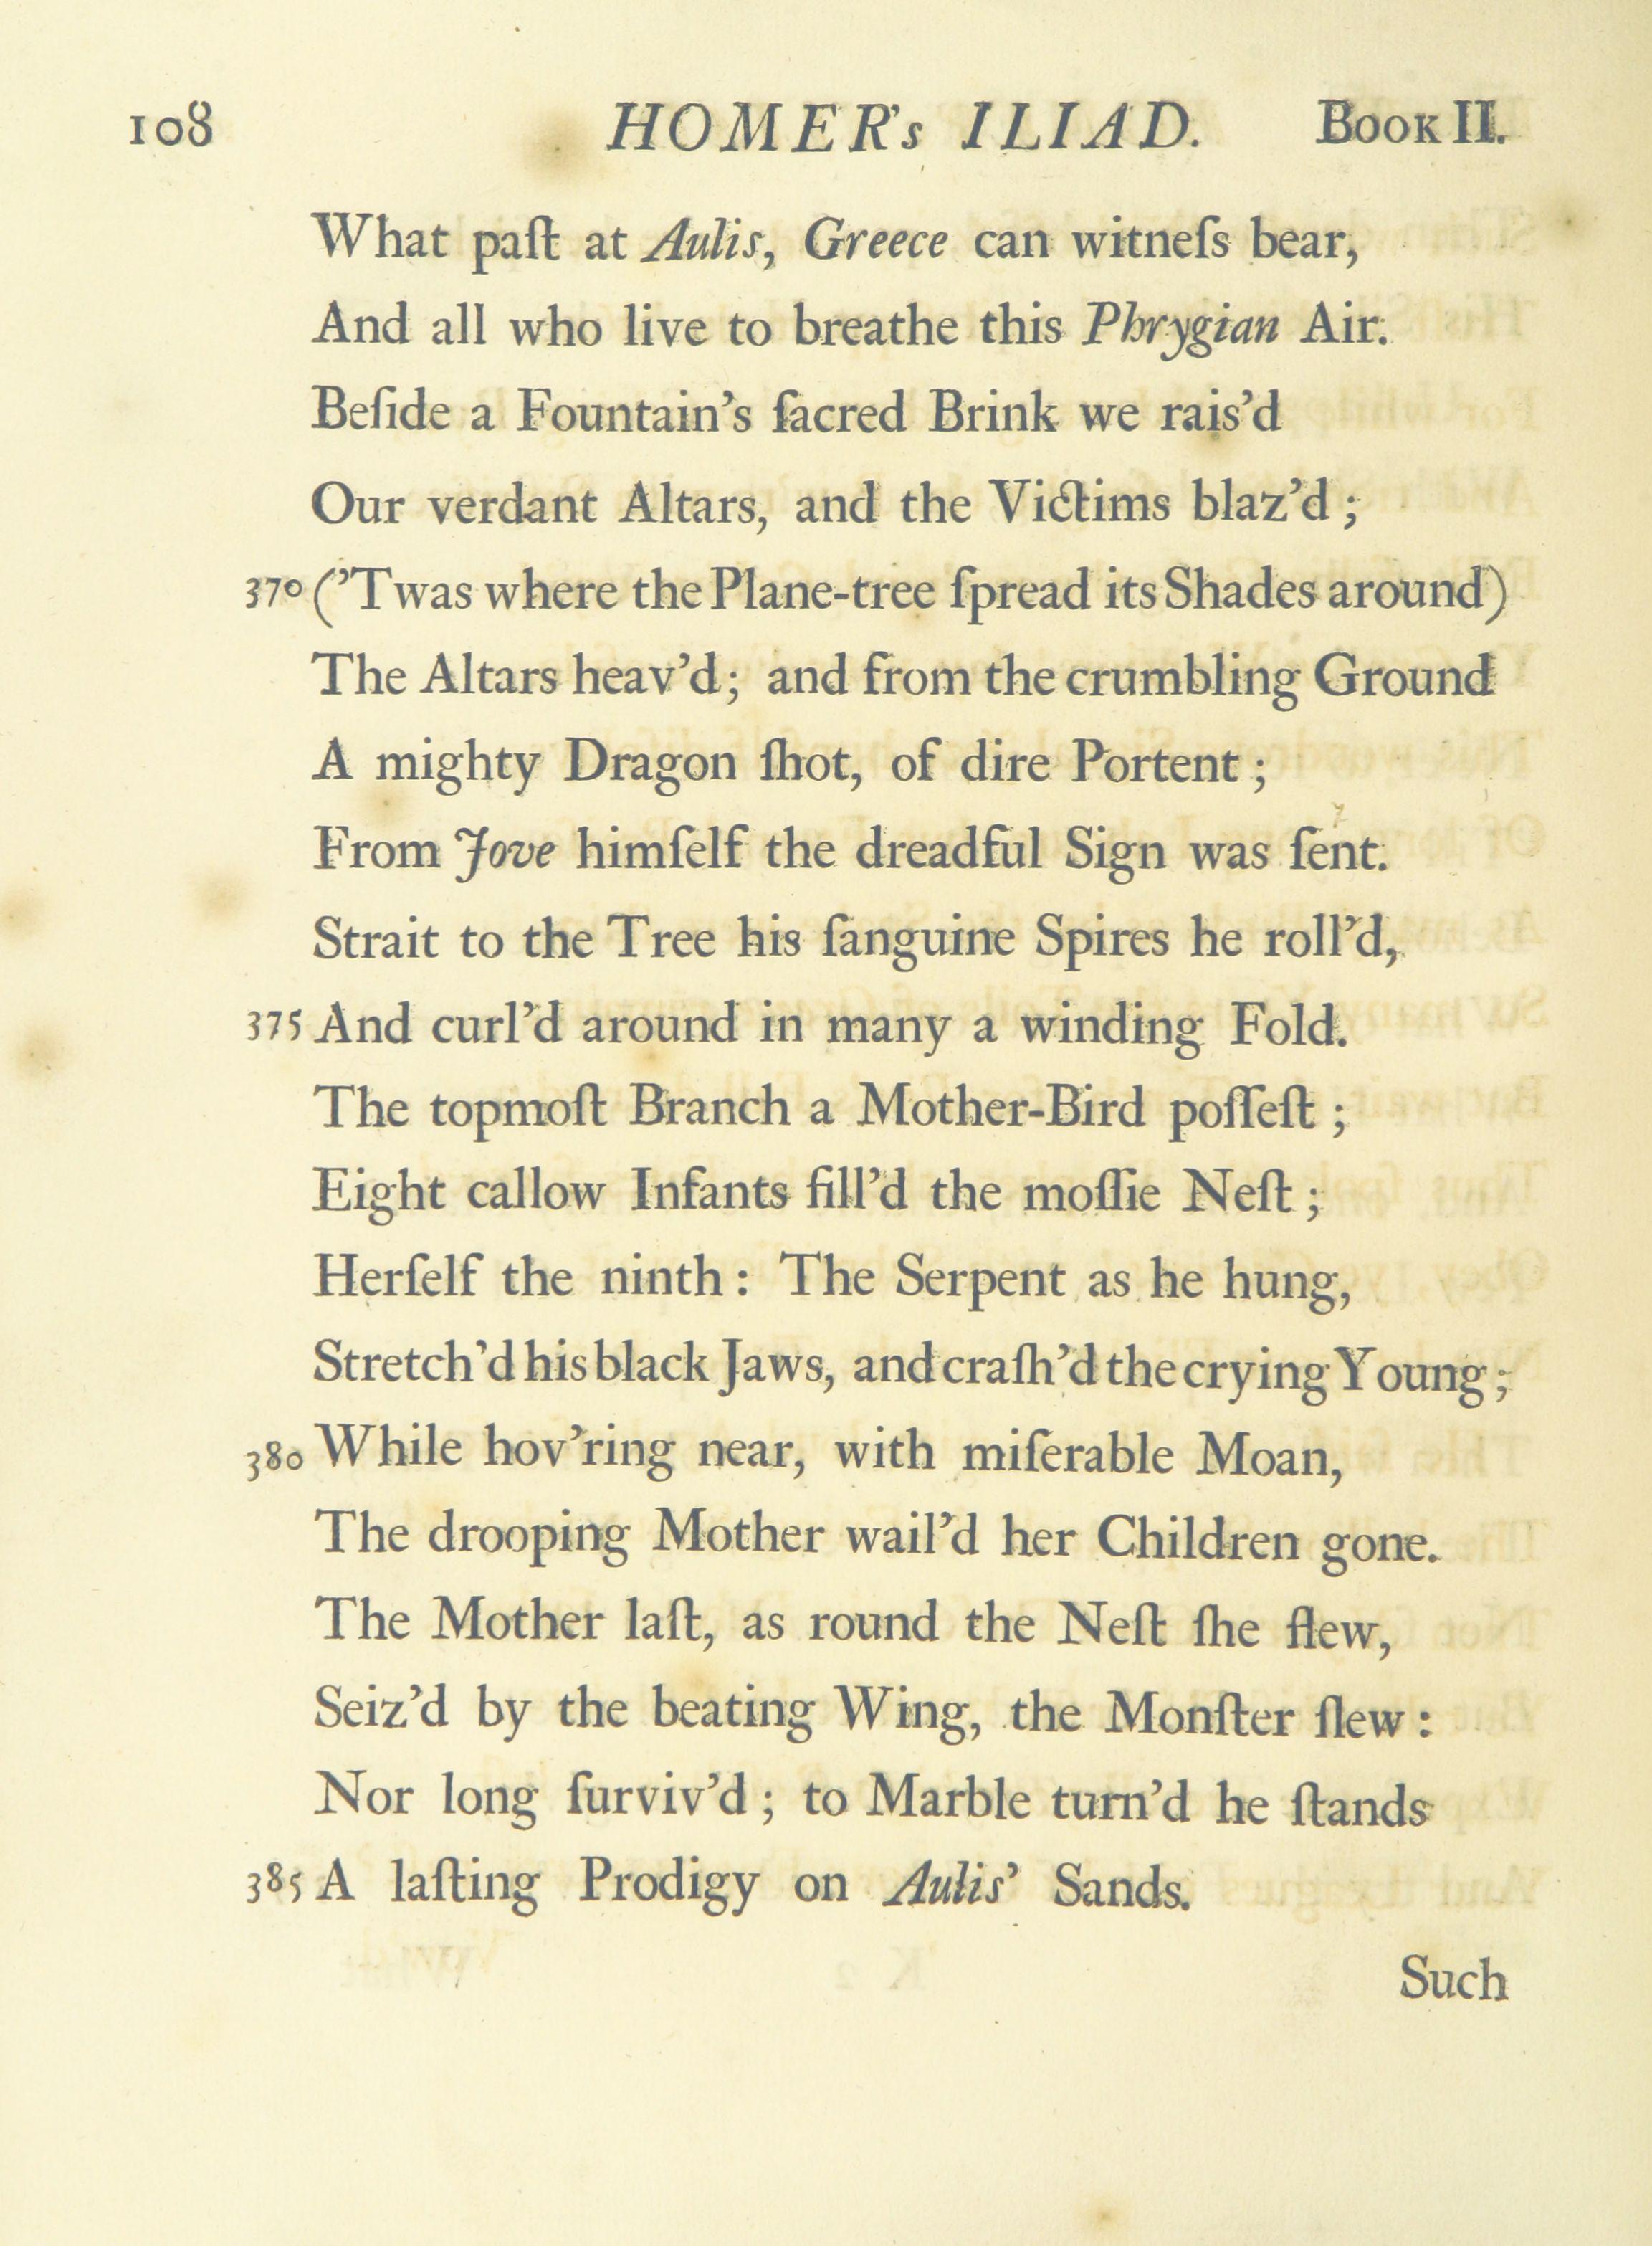 108 HOMER's ILIAD. BOOK II.
What paſt at Aulis, Greece can witneſs bear,
And all who live to breathe this Phrygian Air.
Beſide a Fountain's ſacred Brink we rais'd
Our verdant Altars, and the Victims blaz'd ;
370 ('Twas where the Plane-tree ſpread its Shades around)
The Altars heav'd; and from the crumbling Ground
A mighty Dragon ſhot, of dire Portent ;
From Jove himſelf the dreadful Sign was ſent.
Strait to the Tree his ſanguine Spires he roll'd,
375 And curl'd around in many a winding Fold.
The topmoſt Branch a Mother-Bird poſſeſt ;
Eight callow Infants fill'd the moſſie Neſt ;
Herſelf the ninth : The Serpent as he hung,
Stretch'd his black Jaws, and craſh'd the crying Young ;
380 While hov'ring near, with miſerable Moan,
The drooping Mother wail'd her Children gone.
The Mother laſt, as round the Neſt ſhe flew,
Seiz'd by the beating Wing, the Monſter ſlew :
Nor long ſurviv'd ; to Marble turn'd he ſtands
385 A laſting Prodigy on Aulis' Sands.
Such